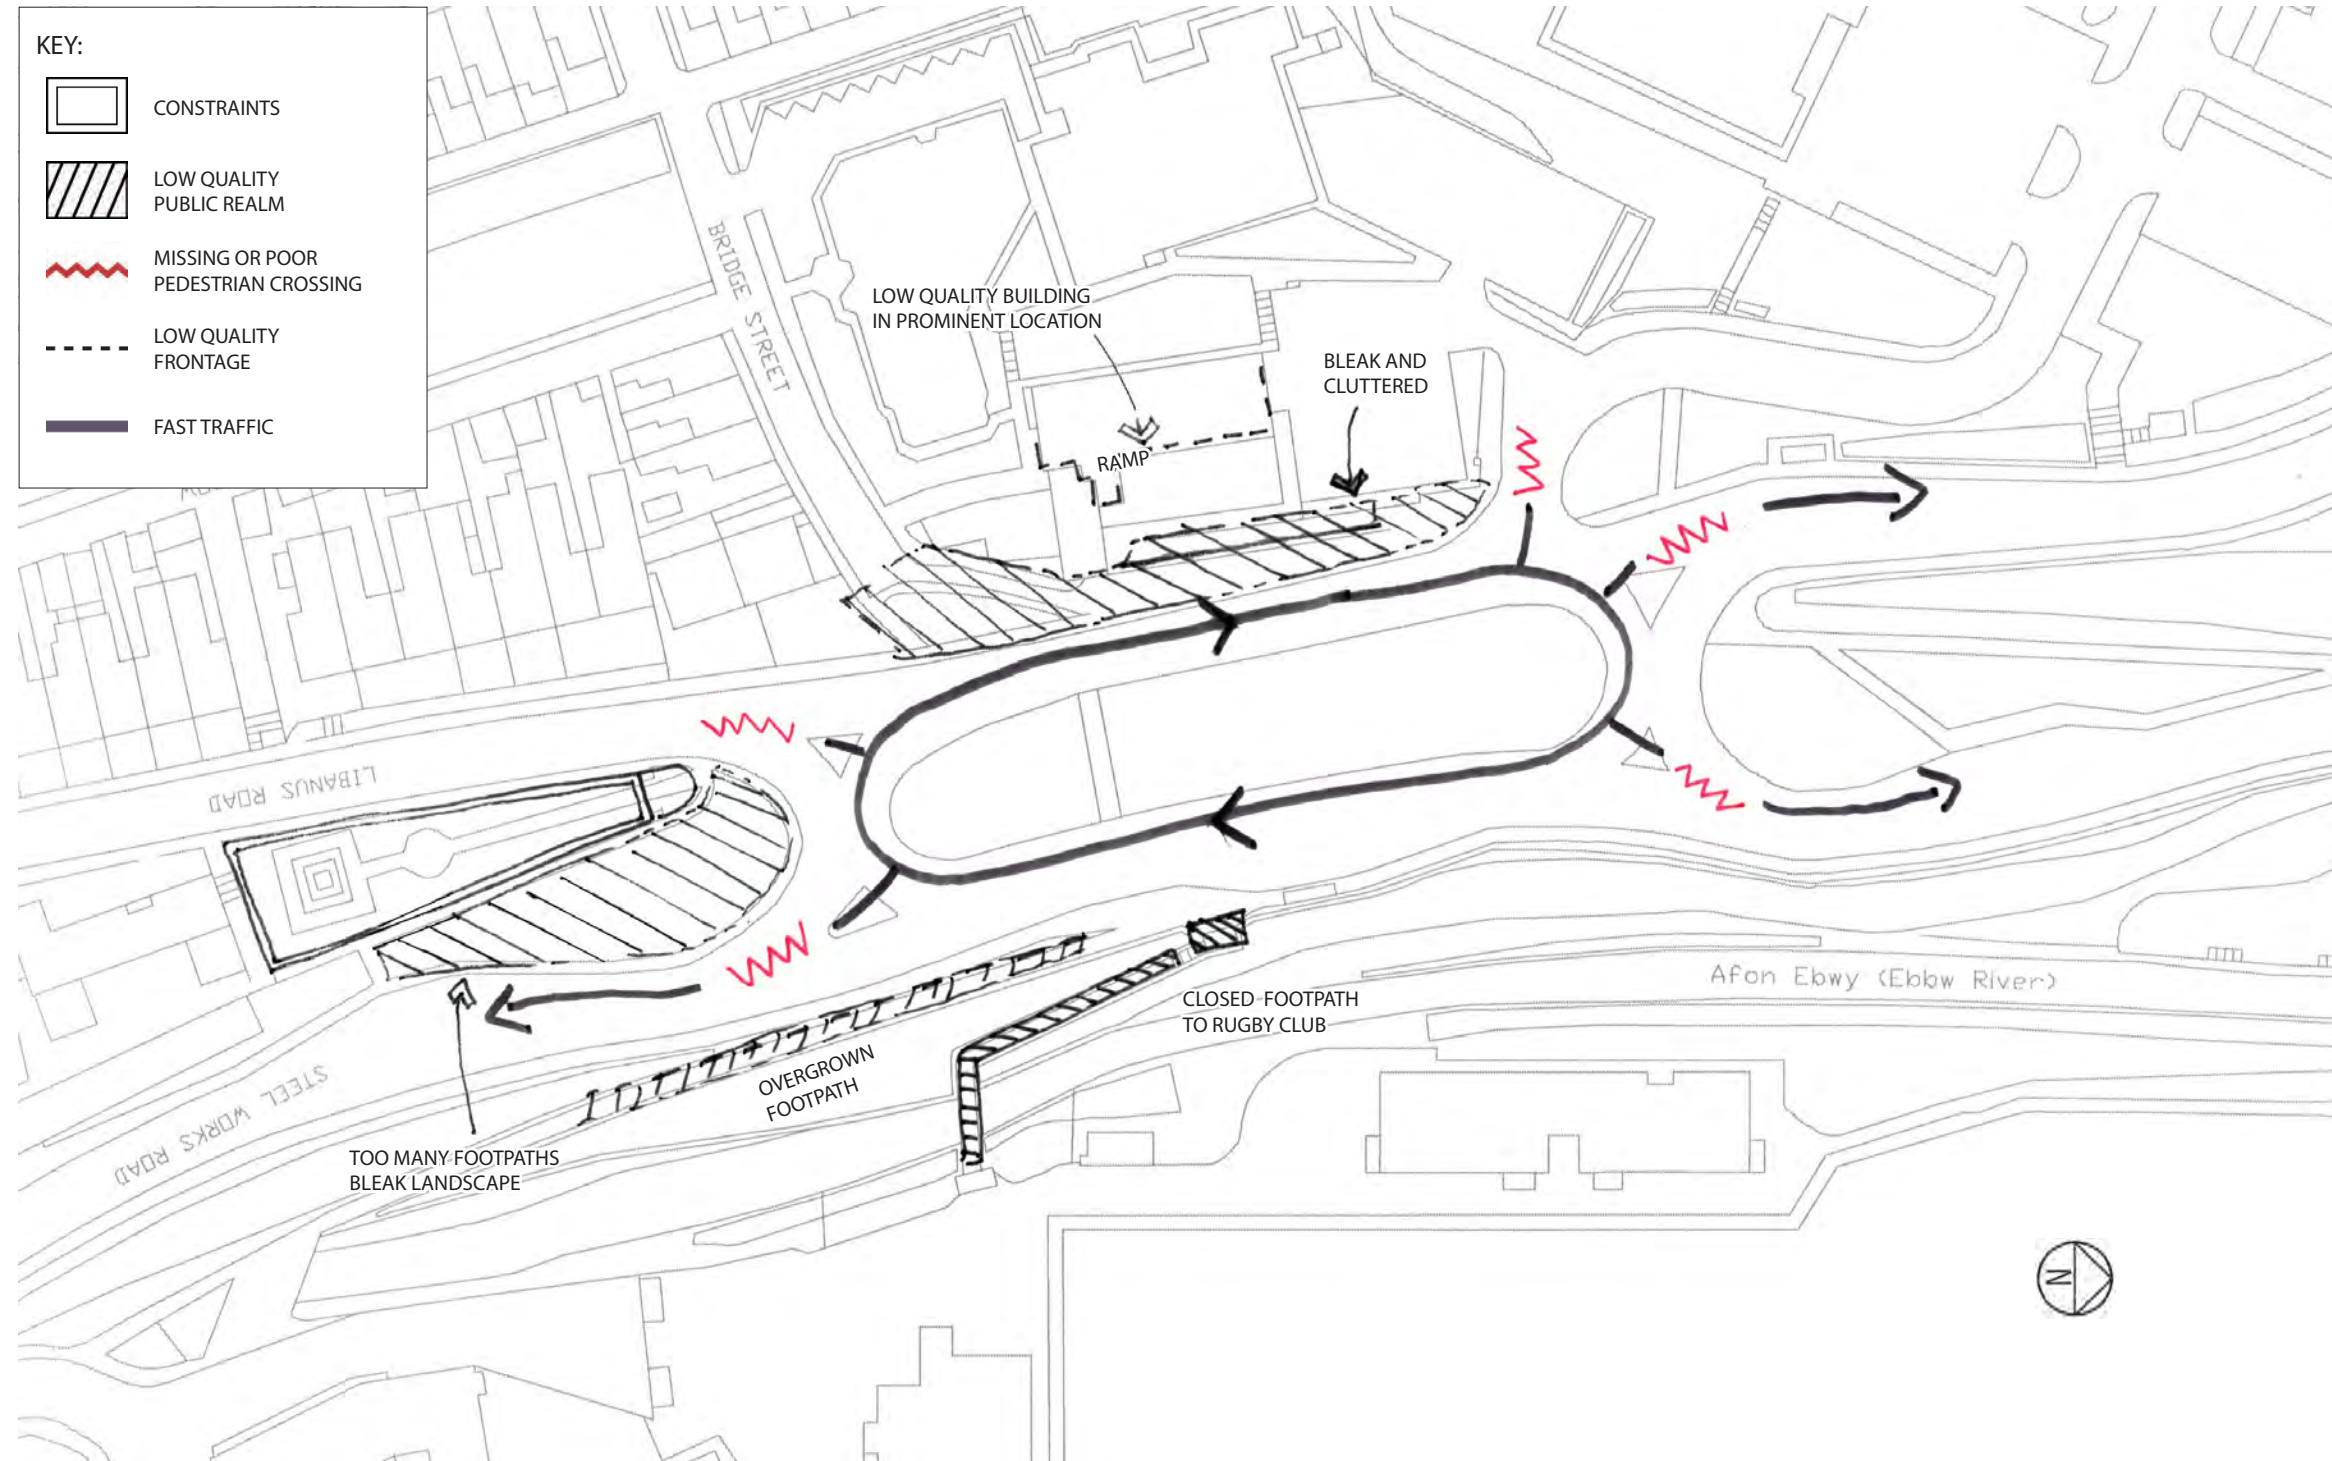 KEY:
CONSTRAINTS
LOW QUALITY
PUBLIC REALM
MISSING OR POOR
PEDESTRIAN CROSSING
LOW QUALITY
FRONTAGE
FAST TRAFFIC
BRIDGE STREET
LOW QUALITY BUILDING
IN PROMINENT LOCATION
BLEAK AND
CLUTTERED
RAMP
LIBANUS ROAD
Afon Ebwy (Ebbw River)
CLOSED FOOTPATH
TO RUGBY CLUB
OVERGROWN
FOOTPATH
STEEL WORKS ROAD
TOO MANY FOOTPATHS
BLEAK LANDSCAPE
N